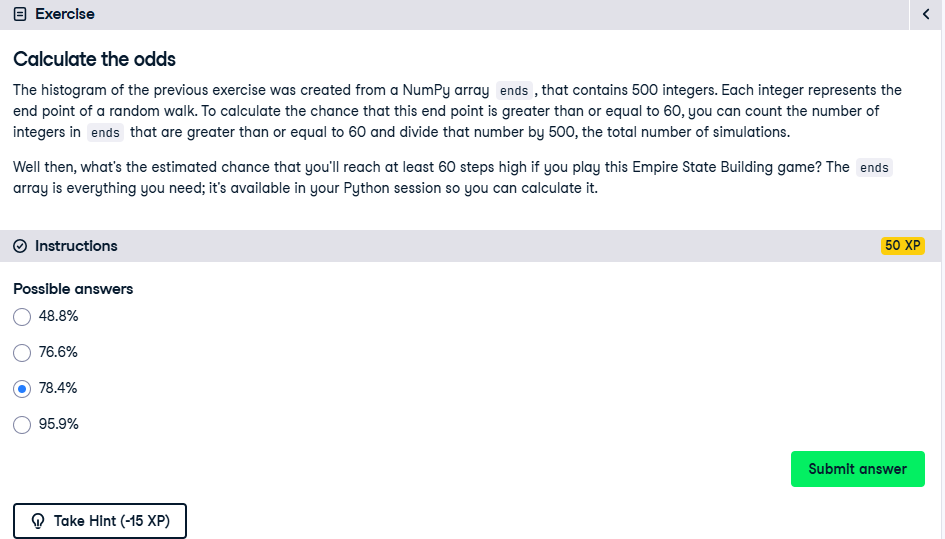 Exercise
Calculate the odds
The histogram of the previous exercise was created from a NumPy array ends , that contains 500 integers. Each integer represents the
end point of a random walk. To calculate the chance that this end point is greater than or equal to 60, you can count the number of
integers in ends that are greater than or equal to 60 and divide that number by 500, the total number of simulations.
Well then, what's the estimated chance that you'll reach at least 60 steps high if you play this Empire State Building game? The ends
array is everything you need; it's available in your Python session so you can calculate it.
Instructions 50 XP
Possible answers
48.8%
76.6%
78.4%
95.9%
Submit answer
Take Hint (-15 XP)